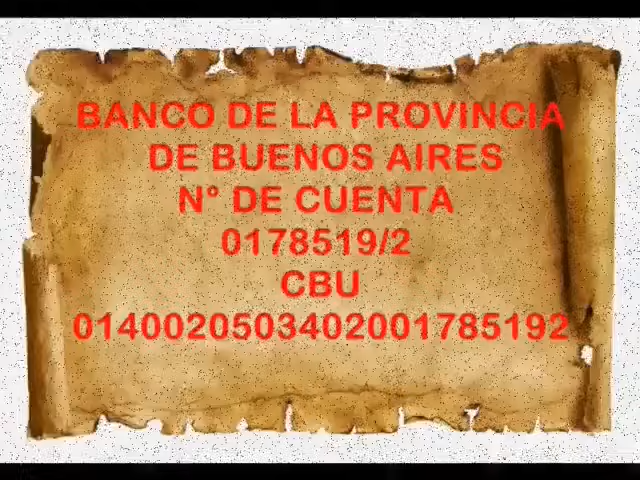 BANCO DE LA PROVINCIA
DE BUENOS AIRES
N° DE CUENTA
0178519/2
CBU
0140020503402001785192